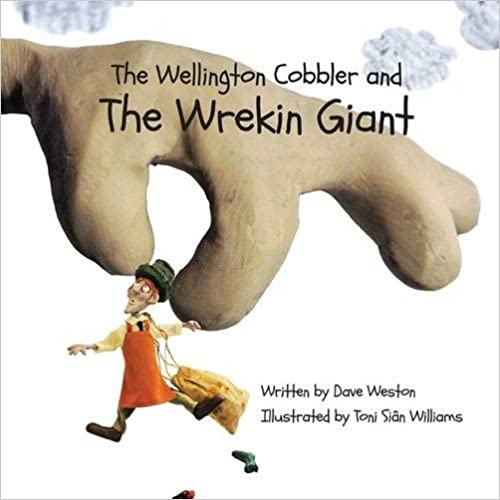 The Wellington Cobbler and
The Wrekin Giant
Written by Dave Weston
Illustrated by Toni Siân Williams